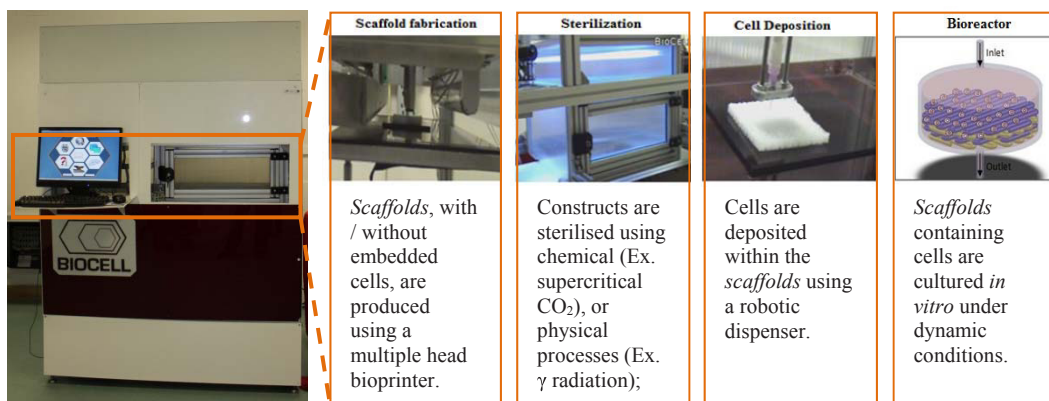 BIOCELL
Scaffold fabrication
Scaffolds, with
/ without
embedded
cells, are
produced
using a
multiple head
bioprinter.
Sterilization
BIOCELL
Constructs are
sterilised using
chemical (Ex.
supercritical
CO₂), or
physical
processes (Ex.
γ radiation);
Cell Deposition
Cells are
deposited
within the
scaffolds using
a robotic
dispenser.
Bioreactor
Inlet
Outlet
Scaffolds
containing
cells are
cultured in
vitro under
dynamic
conditions.